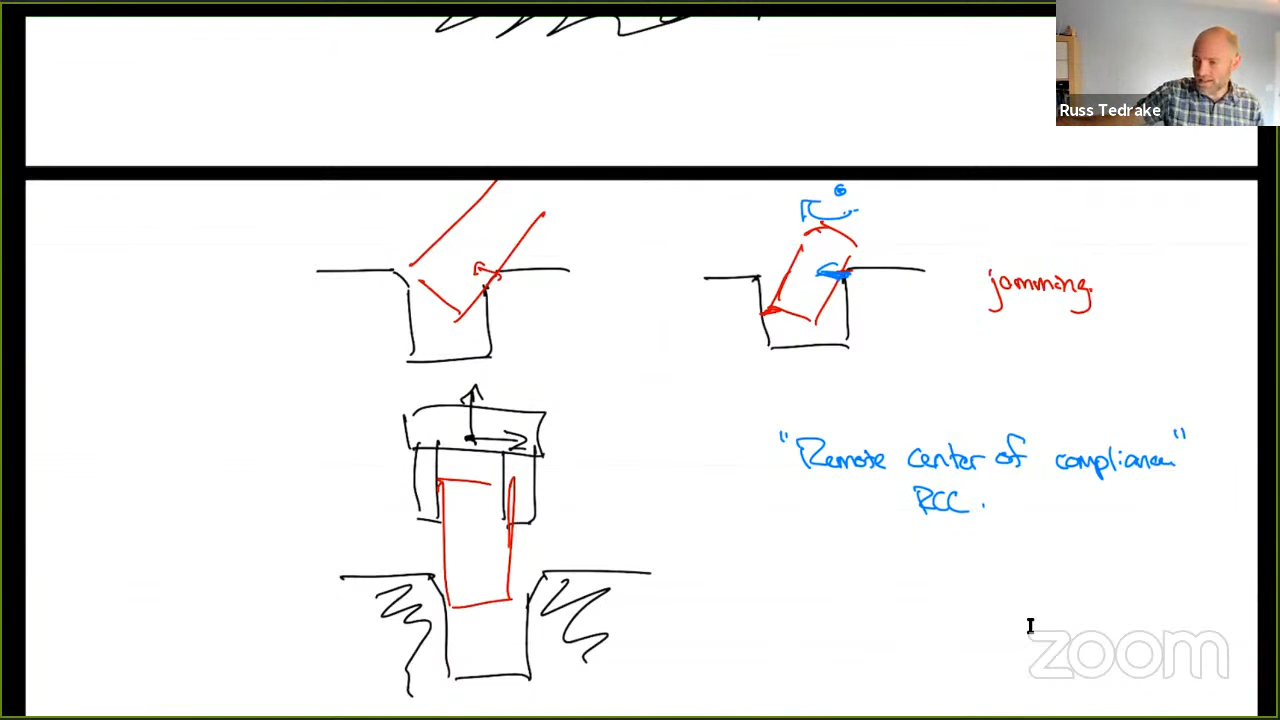 Russ Tedrake
θ
jamming.
"Remote center of compliance"
RCC.
zoom